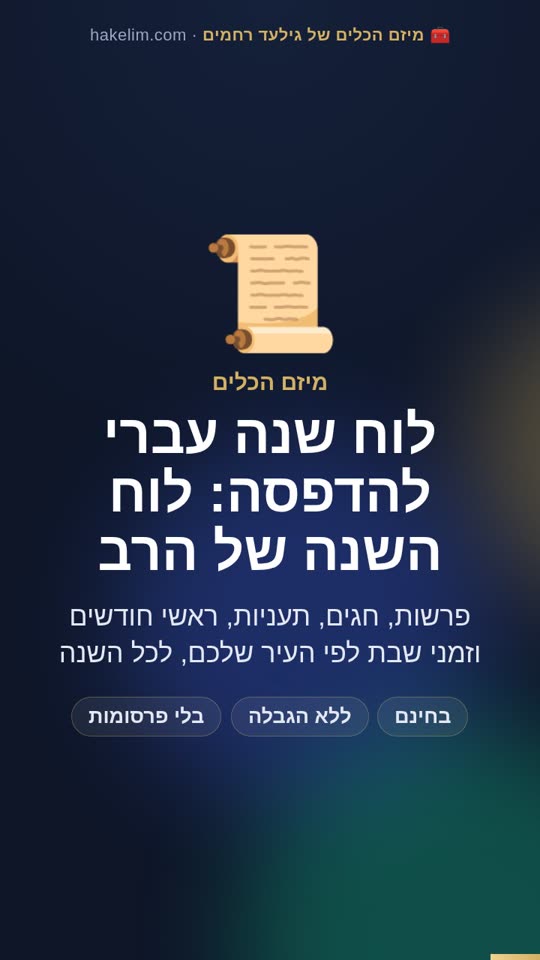 🧰 מיזם הכלים של גילעד רחמים · hakelim.com
מיזם הכלים
לוח שנה עברי
להדפסה: לוח
השנה של הרב
פרשות, חגים, תעניות, ראשי חודשים
וזמני שבת לפי העיר שלכם, לכל השנה
בחינם
ללא הגבלה
בלי פרסומות